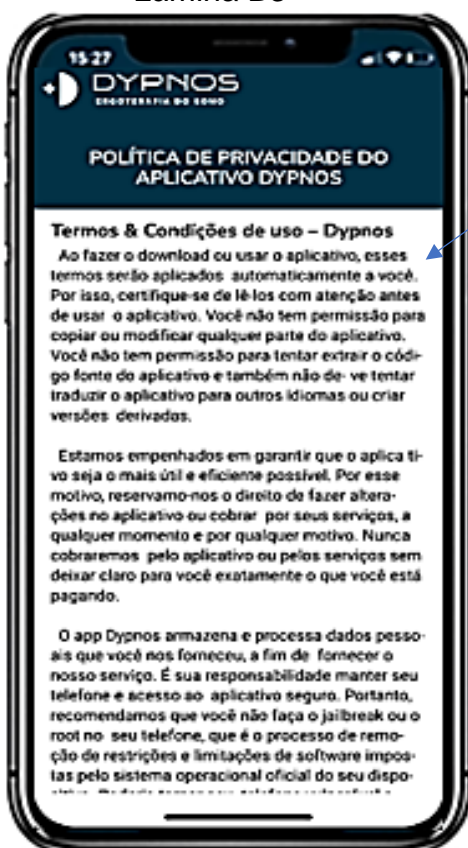 15:27
DYPNOS
ERGOTERAPIA DO SONO
POLÍTICA DE PRIVACIDADE DO
APLICATIVO DYPNOS
Termos & Condições de uso – Dypnos
Ao fazer o download ou usar o aplicativo, esses
termos serão aplicados automaticamente a você.
Por isso, certifique-se de lê-los com atenção antes
de usar o aplicativo. Você não tem permissão para
copiar ou modificar qualquer parte do aplicativo.
Você não tem permissão para tentar extrair o códi-
go fonte do aplicativo e também não de- ve tentar
traduzir o aplicativo para outros idiomas ou criar
versões derivadas.
Estamos empenhados em garantir que o aplica ti-
vo seja o mais útil e eficiente possível. Por esse
motivo, reservamo-nos o direito de fazer altera-
ções no aplicativo ou cobrar por seus serviços, a
qualquer momento e por qualquer motivo. Nunca
cobraremos pelo aplicativo ou pelos serviços sem
deixar claro para você exatamente o que você está
pagando.
O app Dypnos armazena e processa dados pesso-
ais que você nos forneceu, a fim de fornecer o
nosso serviço. É sua responsabilidade manter seu
telefone e acesso ao aplicativo seguro. Portanto,
recomendamos que você não faça o jailbreak ou o
root no seu telefone, que é o processo de remo-
ção de restrições e limitações de software impos-
tas pelo sistema operacional oficial do seu dispo-